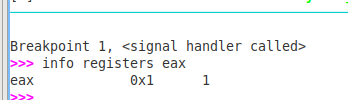 Breakpoint 1, <signal handler called>
>>> info registers eax
eax            0x1      1
>>>